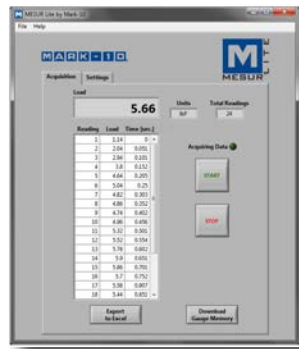 MESUR Lite by Mark-10
File Help
MARK-10
M
MESUR
LITE
Acquisition Settings
Load
5.66
Units
lbF
Total Readings
24
Reading Load Time [sec.]
1 1.14 0
2 2.04 0.051
3 2.94 0.101
4 3.8 0.152
5 4.64 0.205
6 5.04 0.25
7 4.82 0.303
8 4.86 0.352
9 4.74 0.402
10 4.96 0.456
11 5.32 0.501
12 5.52 0.554
13 5.76 0.602
14 5.9 0.651
15 5.86 0.701
16 5.7 0.752
17 5.56 0.807
18 5.44 0.851
Acquiring Data
START
STOP
Export
to Excel
Download
Gauge Memory